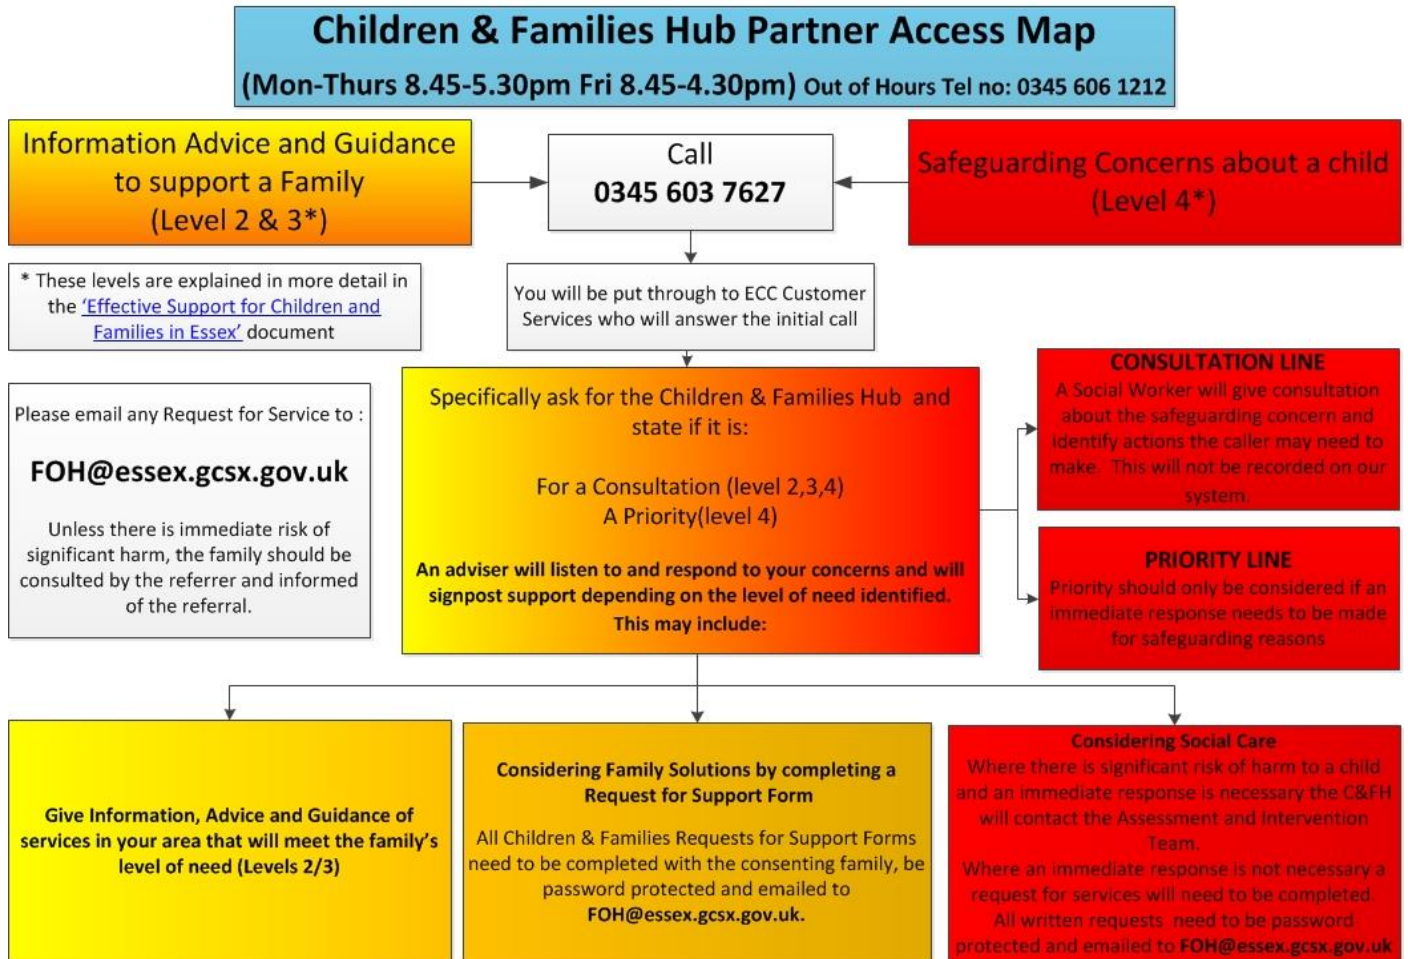 Children & Families Hub Partner Access Map
(Mon-Thurs 8.45-5.30pm Fri 8.45-4.30pm) Out of Hours Tel no: 0345 606 1212
Information Advice and Guidance
to support a Family
(Level 2 & 3*)
Call
0345 603 7627
Safeguarding Concerns about a child
(Level 4*)
* These levels are explained in more detail in
the ‘Effective Support for Children and
Families in Essex’ document
You will be put through to ECC Customer
Services who will answer the initial call
Please email any Request for Service to :
FOH@essex.gcsx.gov.uk
Unless there is immediate risk of
significant harm, the family should be
consulted by the referrer and informed
of the referral.
Specifically ask for the Children & Families Hub and
state if it is:
For a Consultation (level 2,3,4)
A Priority(level 4)
An adviser will listen to and respond to your concerns and will
signpost support depending on the level of need identified.
This may include:
CONSULTATION LINE
A Social Worker will give consultation
about the safeguarding concern and
identify actions the caller may need to
make. This will not be recorded on our
system.
PRIORITY LINE
Priority should only be considered if an
immediate response needs to be made
for safeguarding reasons
Give Information, Advice and Guidance of
services in your area that will meet the family’s
level of need (Levels 2/3)
Considering Family Solutions by completing a
Request for Support Form
All Children & Families Requests for Support Forms
need to be completed with the consenting family, be
password protected and emailed to
FOH@essex.gcsx.gov.uk.
Considering Social Care
Where there is significant risk of harm to a child
and an immediate response is necessary the C&FH
will contact the Assessment and Intervention
Team.
Where an immediate response is not necessary a
request for services will need to be completed.
All written requests need to be password
protected and emailed to FOH@essex.gcsx.gov.uk